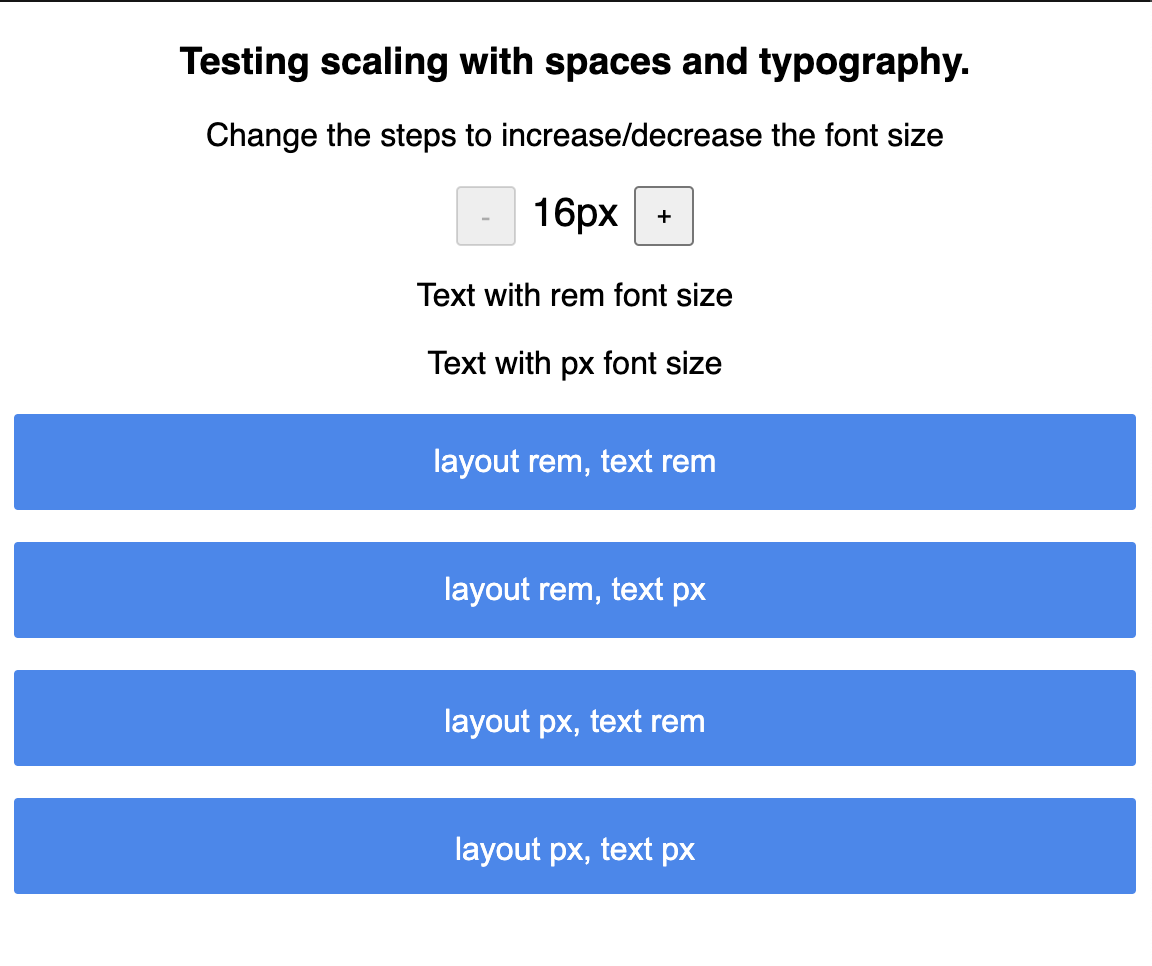 Testing scaling with spaces and typography.
Change the steps to increase/decrease the font size
- 16px +
Text with rem font size
Text with px font size
layout rem, text rem
layout rem, text px
layout px, text rem
layout px, text px